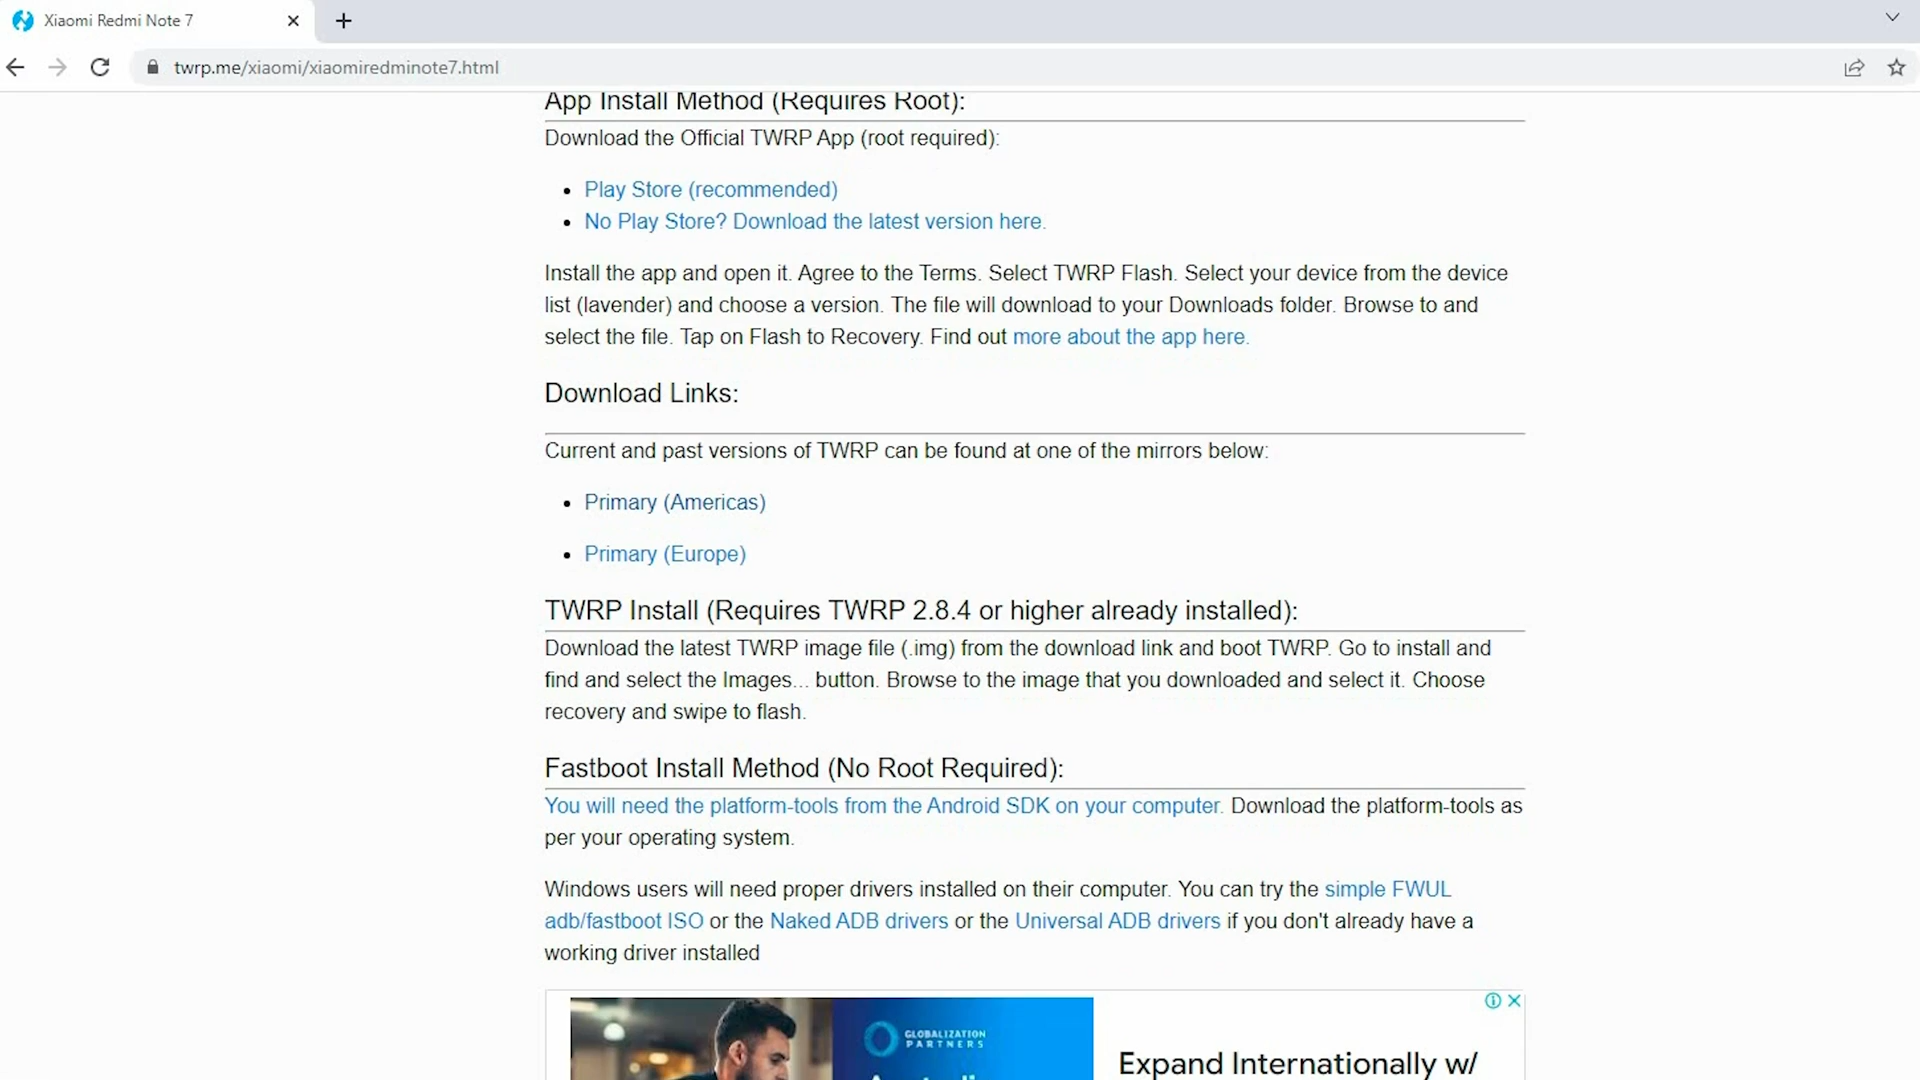 Xiaomi Redmi Note 7
twrp.me/xiaomi/xiaomiredminote7.html
App Install Method (Requires Root):
Download the Official TWRP App (root required):
Play Store (recommended)
No Play Store? Download the latest version here.
Install the app and open it. Agree to the Terms. Select TWRP Flash. Select your device from the device
list (lavender) and choose a version. The file will download to your Downloads folder. Browse to and
select the file. Tap on Flash to Recovery. Find out more about the app here.
Download Links:
Current and past versions of TWRP can be found at one of the mirrors below:
Primary (Americas)
Primary (Europe)
TWRP Install (Requires TWRP 2.8.4 or higher already installed):
Download the latest TWRP image file (.img) from the download link and boot TWRP. Go to install and
find and select the Images... button. Browse to the image that you downloaded and select it. Choose
recovery and swipe to flash.
Fastboot Install Method (No Root Required):
You will need the platform-tools from the Android SDK on your computer. Download the platform-tools as
per your operating system.
Windows users will need proper drivers installed on their computer. You can try the simple FWUL
adb/fastboot ISO or the Naked ADB drivers or the Universal ADB drivers if you don't already have a
working driver installed
GLOBALIZATION
PARTNERS
Expand Internationally w/